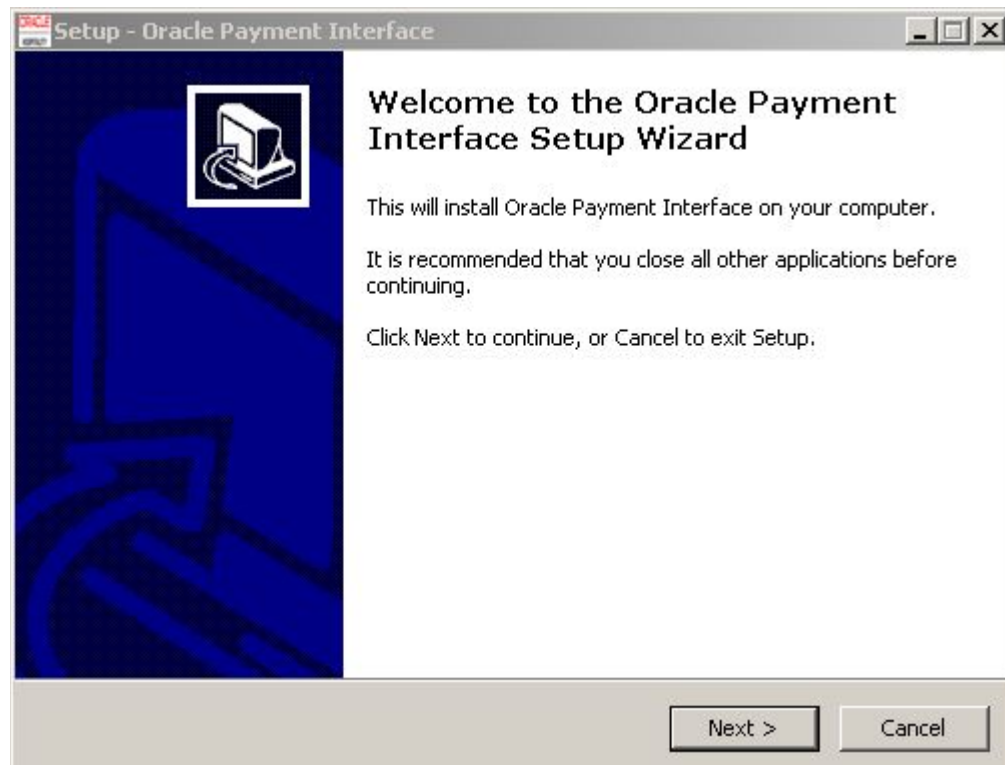 Setup - Oracle Payment Interface
Welcome to the Oracle Payment
Interface Setup Wizard
This will install Oracle Payment Interface on your computer.
It is recommended that you close all other applications before
continuing.
Click Next to continue, or Cancel to exit Setup.
Next >
Cancel